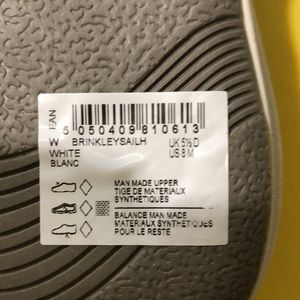 EAN
5 050409 810613
W BRINKLEYSAILH
WHITE
BLANC
UK 5½ D
US 8 M
MAN MADE UPPER
TIGE DE MATERIAUX
SYNTHETIQUES
BALANCE MAN MADE
MATERIAUX SYNTHETIQUES
POUR LE RESTE